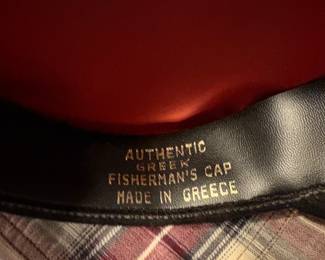 AUTHENTIC
GREEK
FISHERMAN'S CAP
MADE IN GREECE